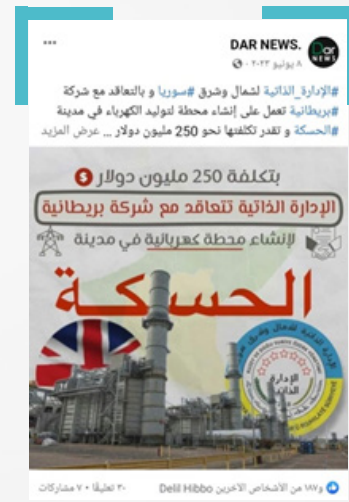 DAR NEWS.
Dar
NEWS
٨ يونيو ٢٠٢٣ ·
#الإدارة_الذاتية لشمال وشرق #سوريا و بالتعاقد مع شركة
#بريطانية تعمل على إنشاء محطة لتوليد الكهرباء في مدينة
#الحسكة و تقدر تكلفتها نحو 250 مليون دولار ... عرض المزيد
بتكلفة 250 مليون دولار $
الإدارة الذاتية تتعاقد مع شركة بريطانية
لإنشاء محطة كهربائية في مدينة
الحسكة
الإدارة
الذاتية
Delil Hibbo و١٨٧ من الأشخاص الآخرين
٣٠ تعليقًا • ٧ مشاركات